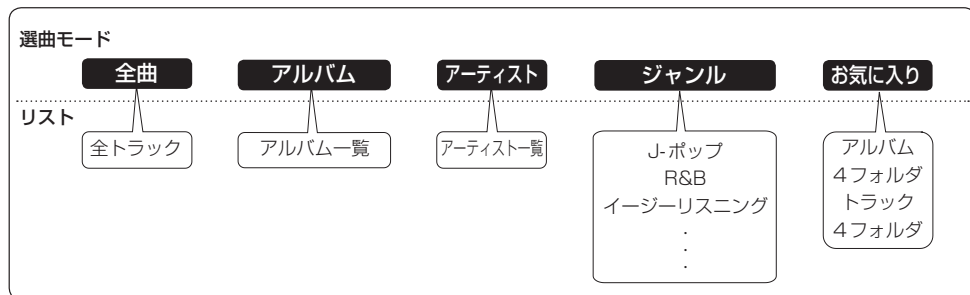 選曲モード
全曲
アルバム
アーティスト
ジャンル
お気に入り
リスト
全トラック
アルバム一覧
アーティスト一覧
J-ポップ
R&B
イージーリスニング
.
.
.
アルバム
4フォルダ
トラック
4フォルダ